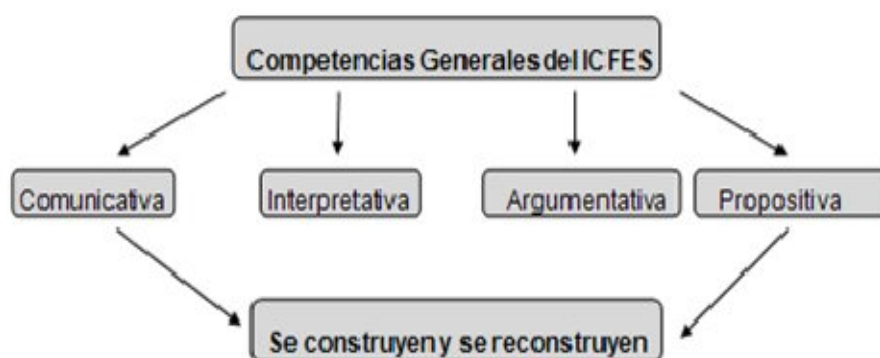 Competencias Generales del ICFES
Comunicativa
Interpretativa
Argumentativa
Propositiva
Se construyen y se reconstruyen